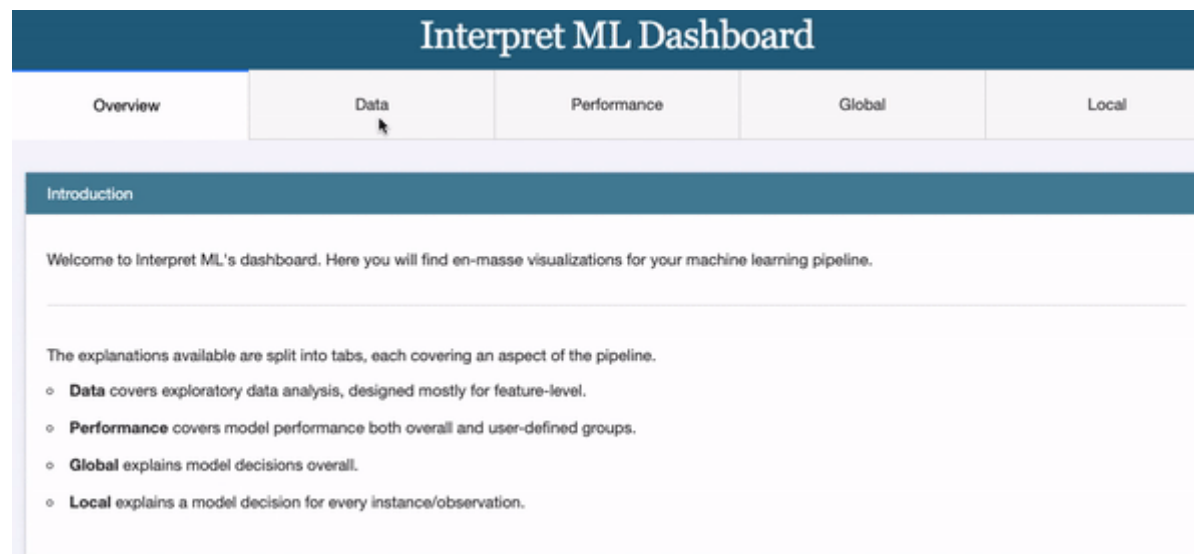 Interpret ML Dashboard
Overview Data Performance Global Local
Introduction
Welcome to Interpret ML's dashboard. Here you will find en-masse visualizations for your machine learning pipeline.
The explanations available are split into tabs, each covering an aspect of the pipeline.
Data covers exploratory data analysis, designed mostly for feature-level.
Performance covers model performance both overall and user-defined groups.
Global explains model decisions overall.
Local explains a model decision for every instance/observation.